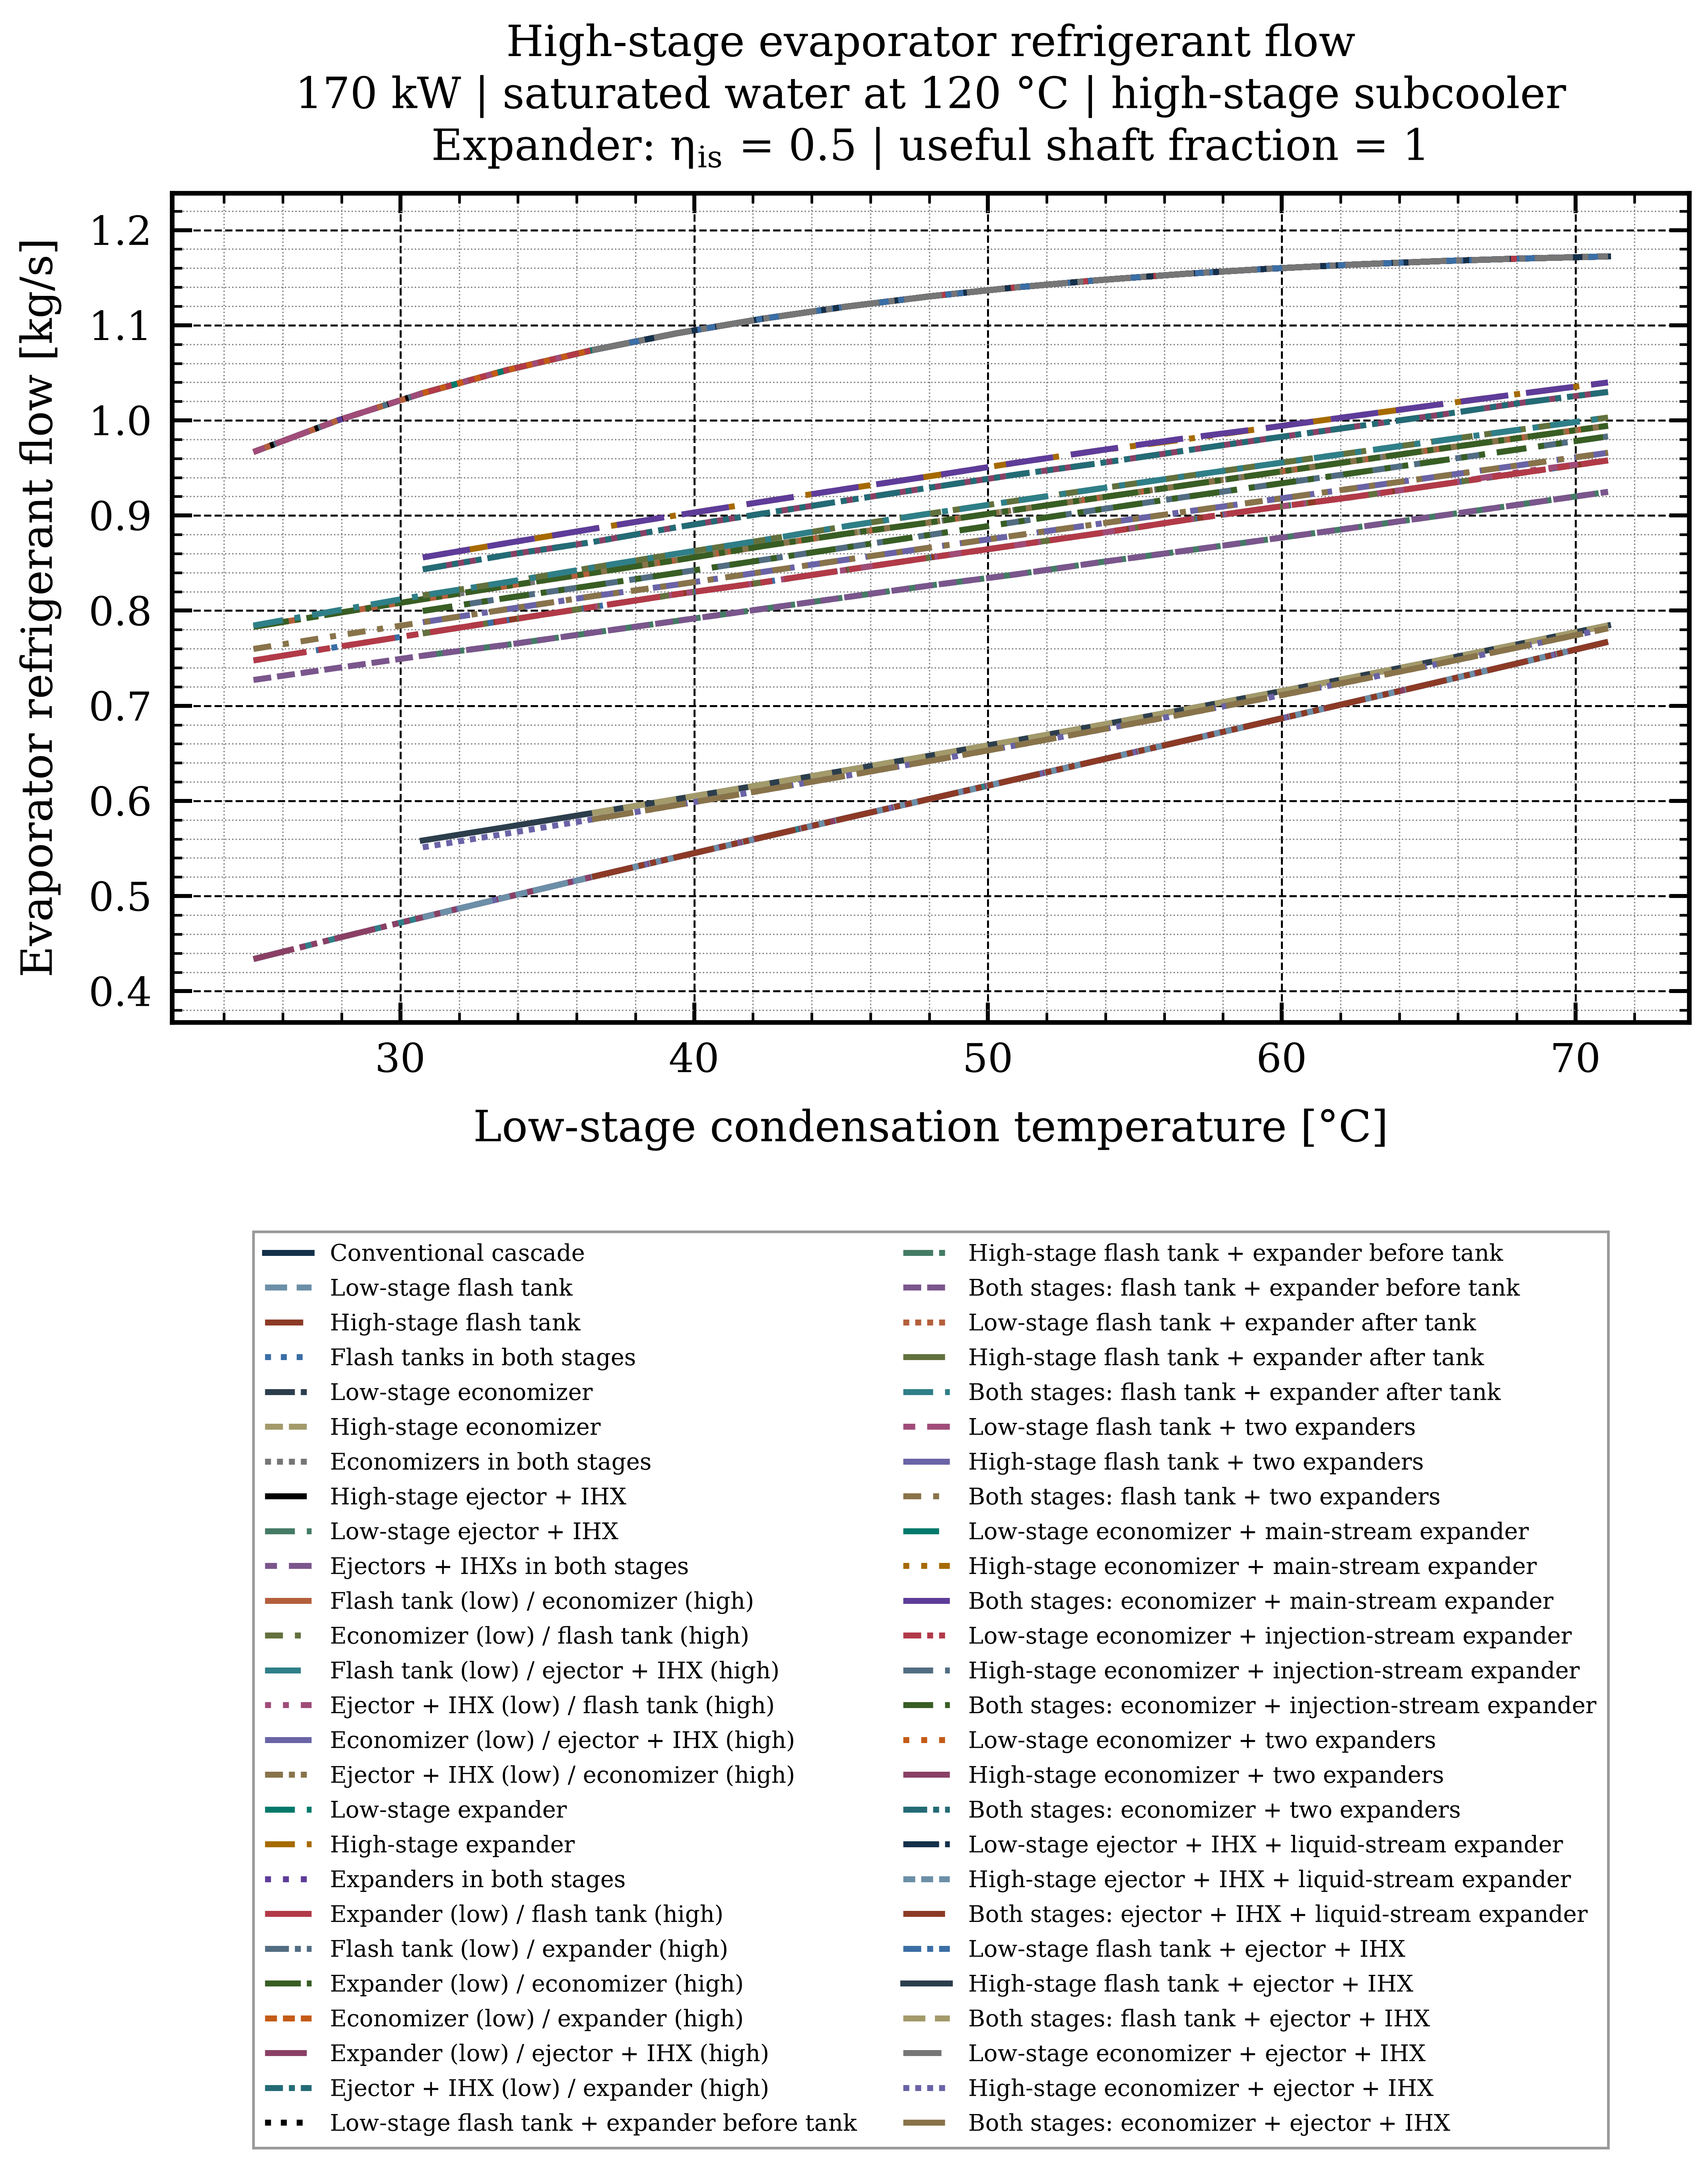 High-stage evaporator refrigerant flow
170 kW | saturated water at 120 °C | high-stage subcooler
Expander: ηis = 0.5 | useful shaft fraction = 1
Evaporator refrigerant flow [kg/s]
1.2
1.1
1.0
0.9
0.8
0.7
0.6
0.5
0.4
30 40 50 60 70
Low-stage condensation temperature [°C]
Conventional cascade
Low-stage flash tank
High-stage flash tank
Flash tanks in both stages
Low-stage economizer
High-stage economizer
Economizers in both stages
High-stage ejector + IHX
Low-stage ejector + IHX
Ejectors + IHXs in both stages
Flash tank (low) / economizer (high)
Economizer (low) / flash tank (high)
Flash tank (low) / ejector + IHX (high)
Ejector + IHX (low) / flash tank (high)
Economizer (low) / ejector + IHX (high)
Ejector + IHX (low) / economizer (high)
Low-stage expander
High-stage expander
Expanders in both stages
Expander (low) / flash tank (high)
Flash tank (low) / expander (high)
Expander (low) / economizer (high)
Economizer (low) / expander (high)
Expander (low) / ejector + IHX (high)
Ejector + IHX (low) / expander (high)
Low-stage flash tank + expander before tank
High-stage flash tank + expander before tank
Both stages: flash tank + expander before tank
Low-stage flash tank + expander after tank
High-stage flash tank + expander after tank
Both stages: flash tank + expander after tank
Low-stage flash tank + two expanders
High-stage flash tank + two expanders
Both stages: flash tank + two expanders
Low-stage economizer + main-stream expander
High-stage economizer + main-stream expander
Both stages: economizer + main-stream expander
Low-stage economizer + injection-stream expander
High-stage economizer + injection-stream expander
Both stages: economizer + injection-stream expander
Low-stage economizer + two expanders
High-stage economizer + two expanders
Both stages: economizer + two expanders
Low-stage ejector + IHX + liquid-stream expander
High-stage ejector + IHX + liquid-stream expander
Both stages: ejector + IHX + liquid-stream expander
Low-stage flash tank + ejector + IHX
High-stage flash tank + ejector + IHX
Both stages: flash tank + ejector + IHX
Low-stage economizer + ejector + IHX
High-stage economizer + ejector + IHX
Both stages: economizer + ejector + IHX